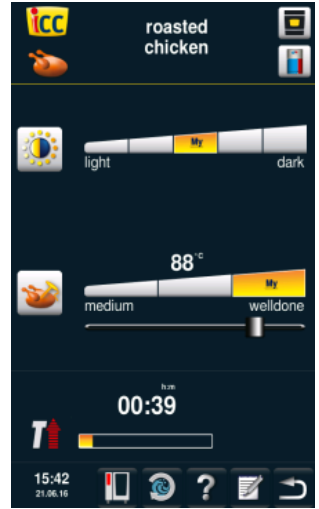 icc
roasted
chicken
My
light
dark
88°C
My
medium
welldone
h:m
00:39
T
15:42
21.06.16
?